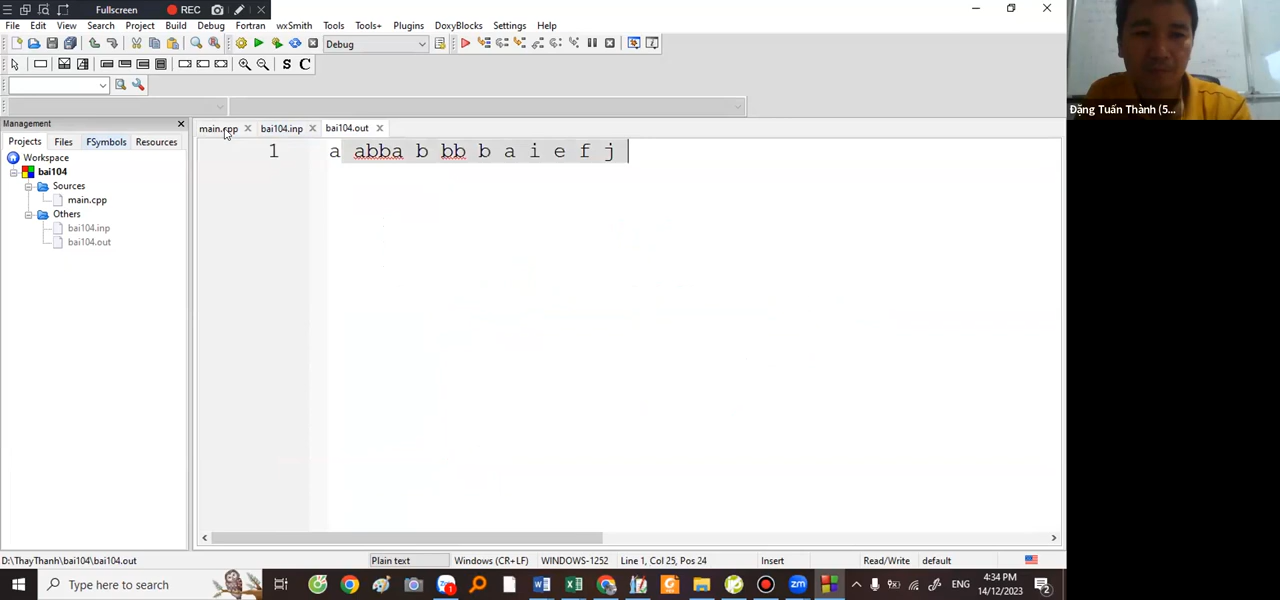 Fullscreen REC
File Edit View Search Project Build Debug Fortran wxSmith Tools Tools+ Plugins DoxyBlocks Settings Help
Debug
S C
Management
Projects Files FSymbols Resources
Workspace
bai104
Sources
main.cpp
Others
bai104.inp
bai104.out
main.cpp bai104.inp bai104.out
1 a abba b bb b a i e f j
Đặng Tuấn Thành (5...
D:\ThayThanh\bai104\bai104.out Plain text Windows (CR+LF) WINDOWS-1252 Line 1, Col 25, Pos 24 Insert Read/Write default
Type here to search
ENG
4:34 PM
14/12/2023
2